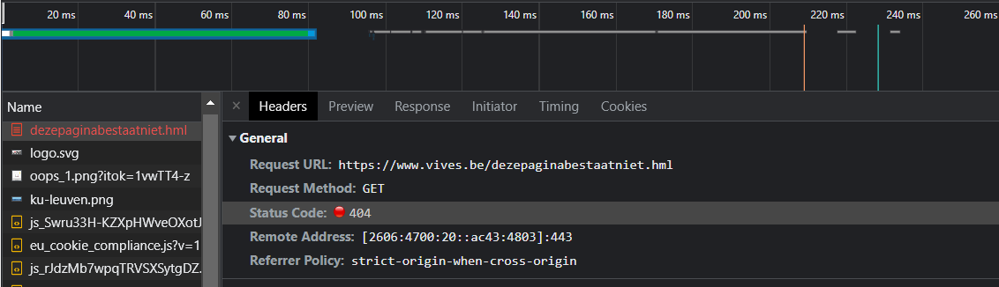 20 ms 40 ms 60 ms 80 ms 100 ms 120 ms 140 ms 160 ms 180 ms 200 ms 220 ms 240 ms 260 ms
Name
× Headers Preview Response Initiator Timing Cookies
dezepaginabestaatniet.hml
logo.svg
oops_1.png?itok=1vwTT4-z
ku-leuven.png
js_Swru33H-KZXpHWveOXotJ
eu_cookie_compliance.js?v=1
js_rJdzMb7wpqTRVSXSytgDZ.
General
Request URL: https://www.vives.be/dezepaginabestaatniet.hml
Request Method: GET
Status Code: 404
Remote Address: [2606:4700:20::ac43:4803]:443
Referrer Policy: strict-origin-when-cross-origin